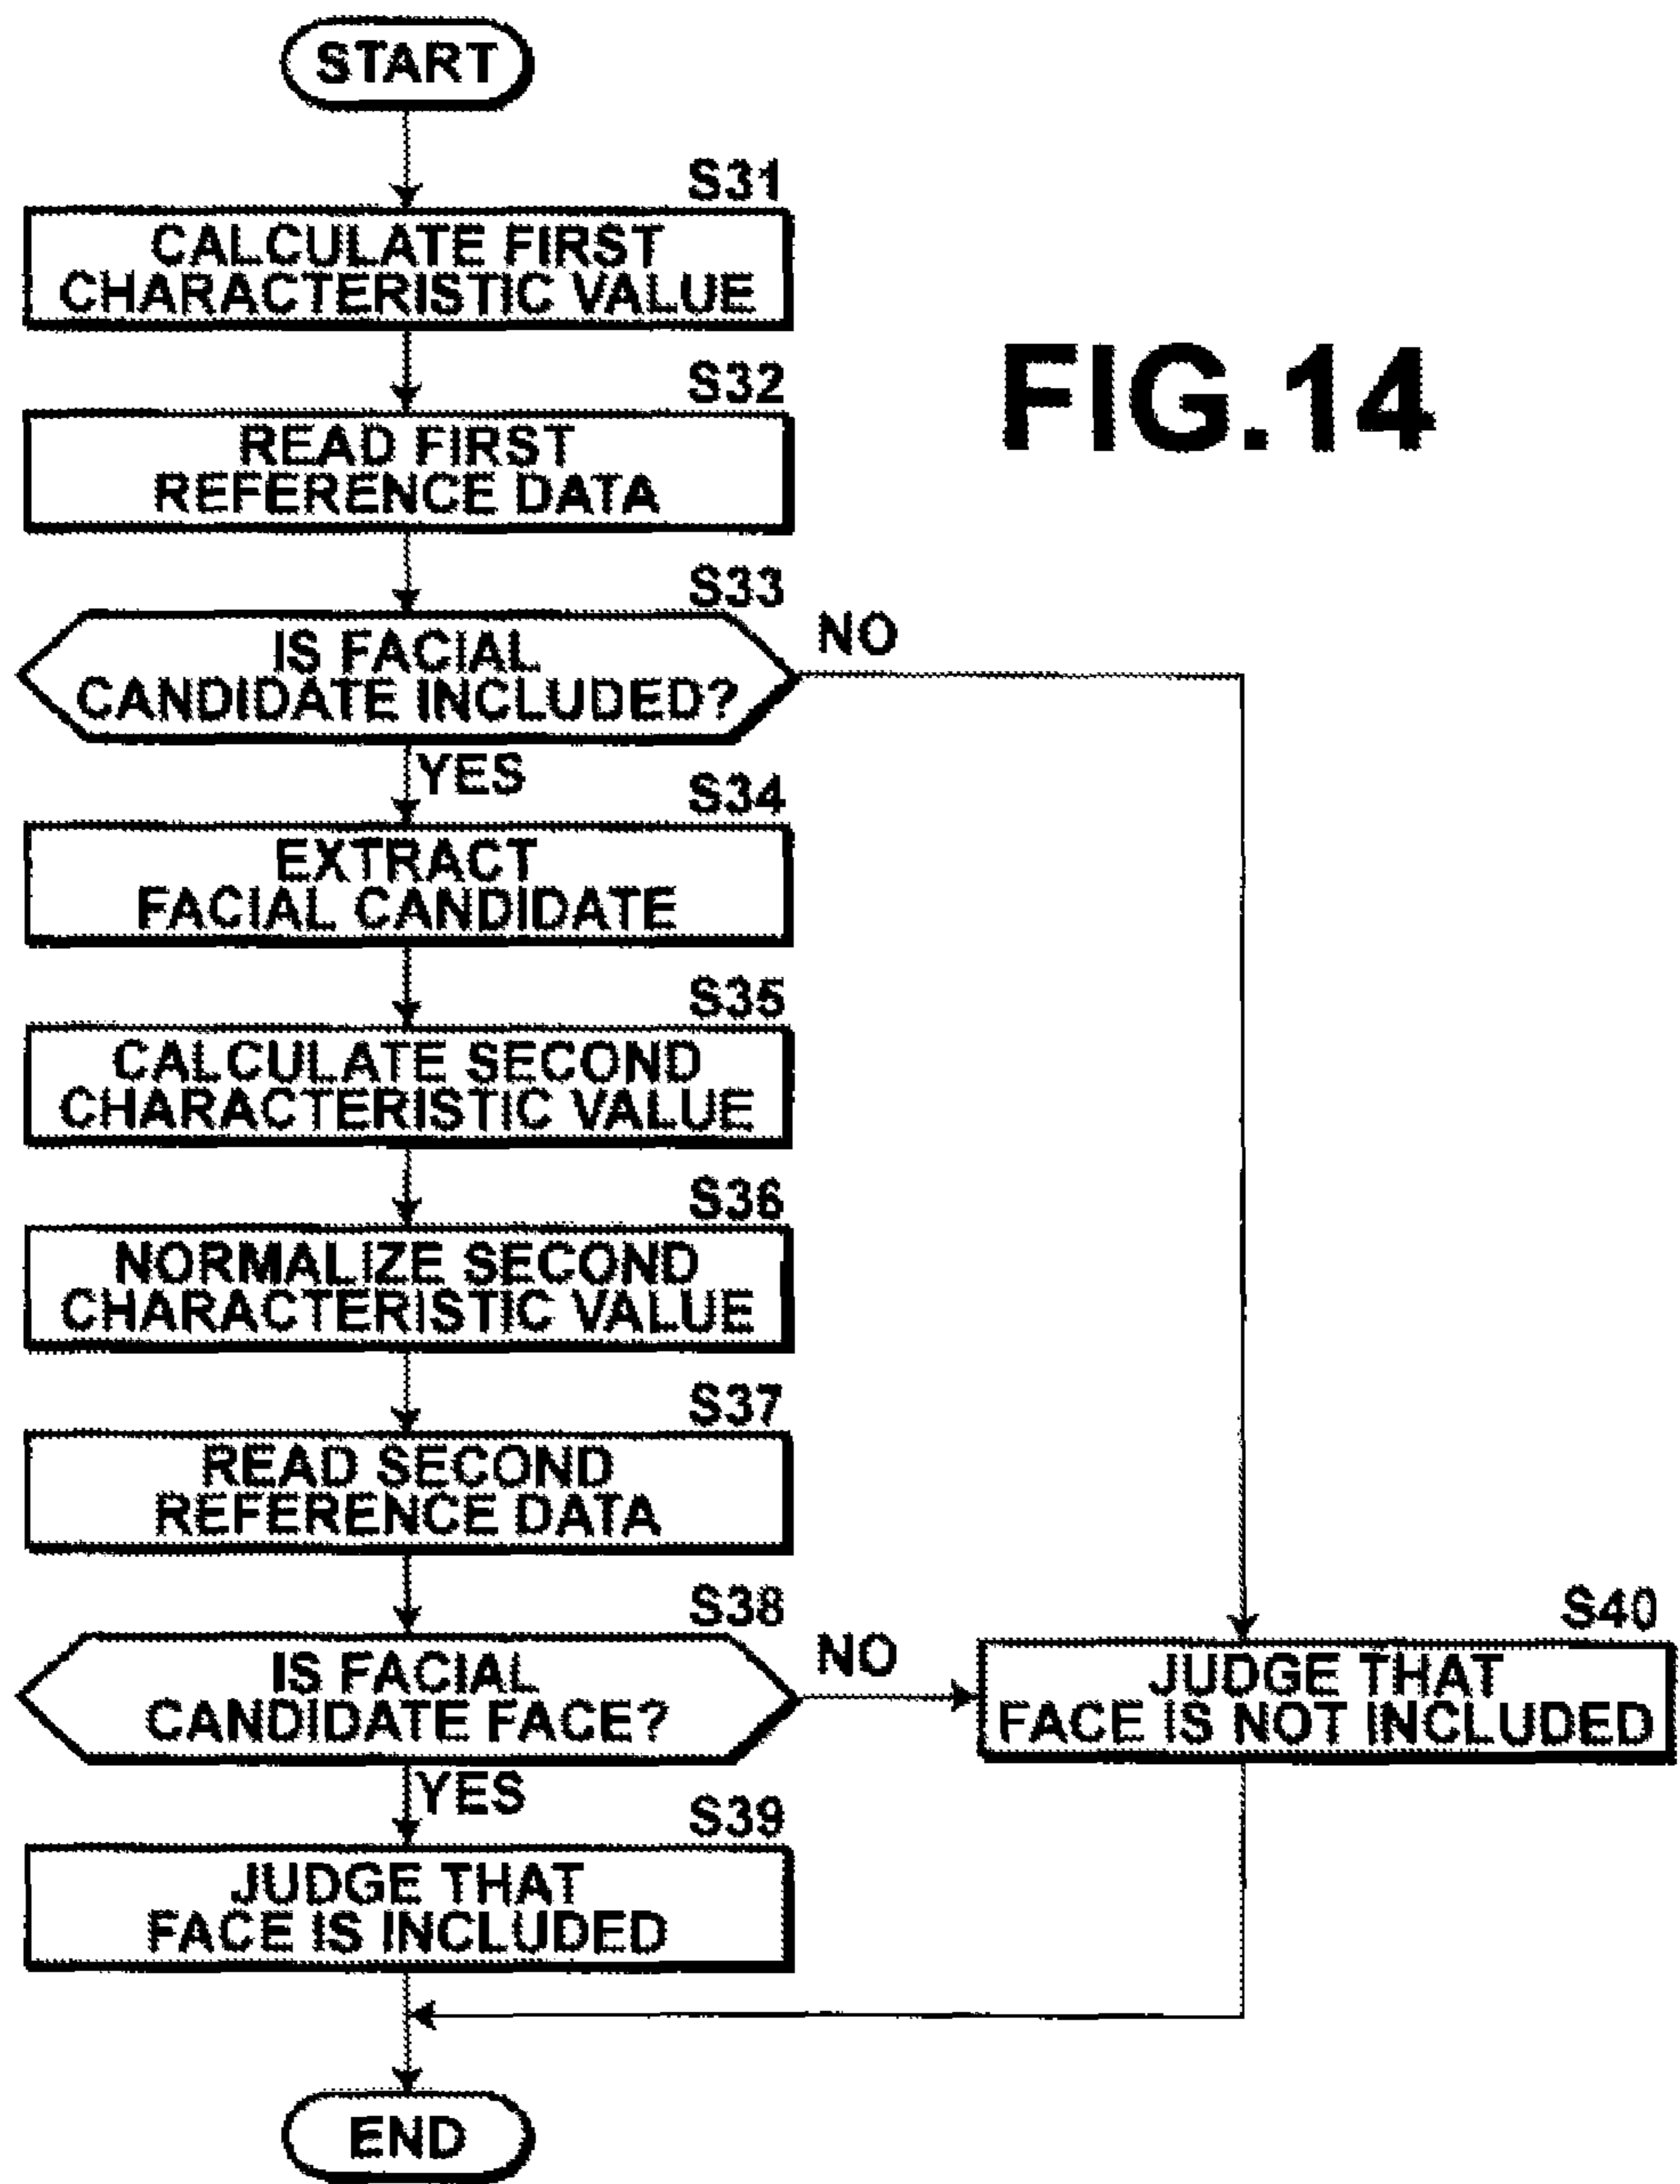 START
S31
CALCULATE FIRST
CHARACTERISTIC VALUE
FIG.14
S32
READ FIRST
REFERENCE DATA
S33
IS FACIAL
CANDIDATE INCLUDED?
NO
YES
S34
EXTRACT
FACIAL CANDIDATE
S35
CALCULATE SECOND
CHARACTERISTIC VALUE
S36
NORMALIZE SECOND
CHARACTERISTIC VALUE
S37
READ SECOND
REFERENCE DATA
S38
IS FACIAL
CANDIDATE FACE?
NO
S40
JUDGE THAT
FACE IS NOT INCLUDED
YES
S39
JUDGE THAT
FACE IS INCLUDED
END